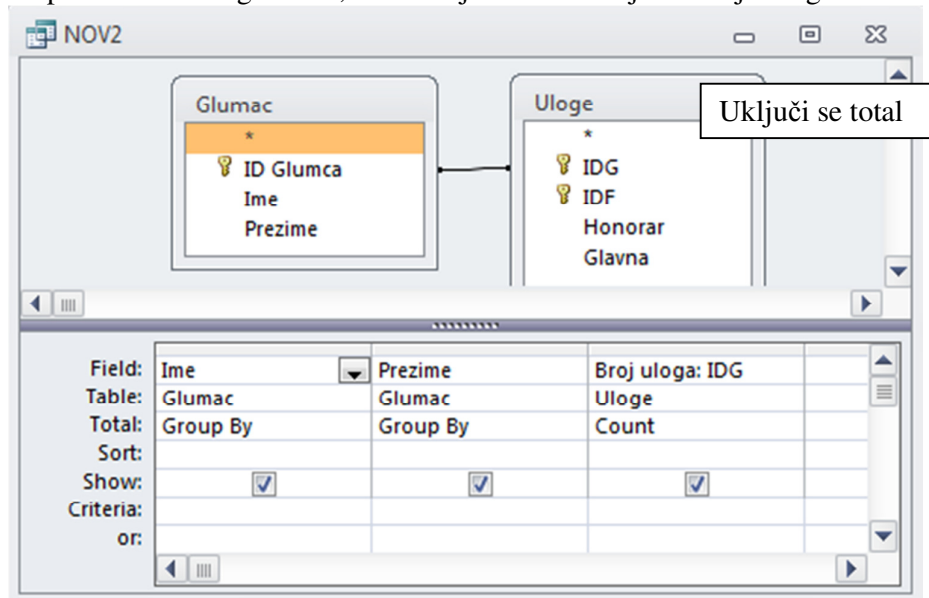 NOV2
Glumac
*
ID Glumca
Ime
Prezime
Uloge
*
IDG
IDF
Honorar
Glavna
Uključi se total
Field: Ime Prezime Broj uloga: IDG
Table: Glumac Glumac Uloge
Total: Group By Group By Count
Sort:
Show:
Criteria:
or: